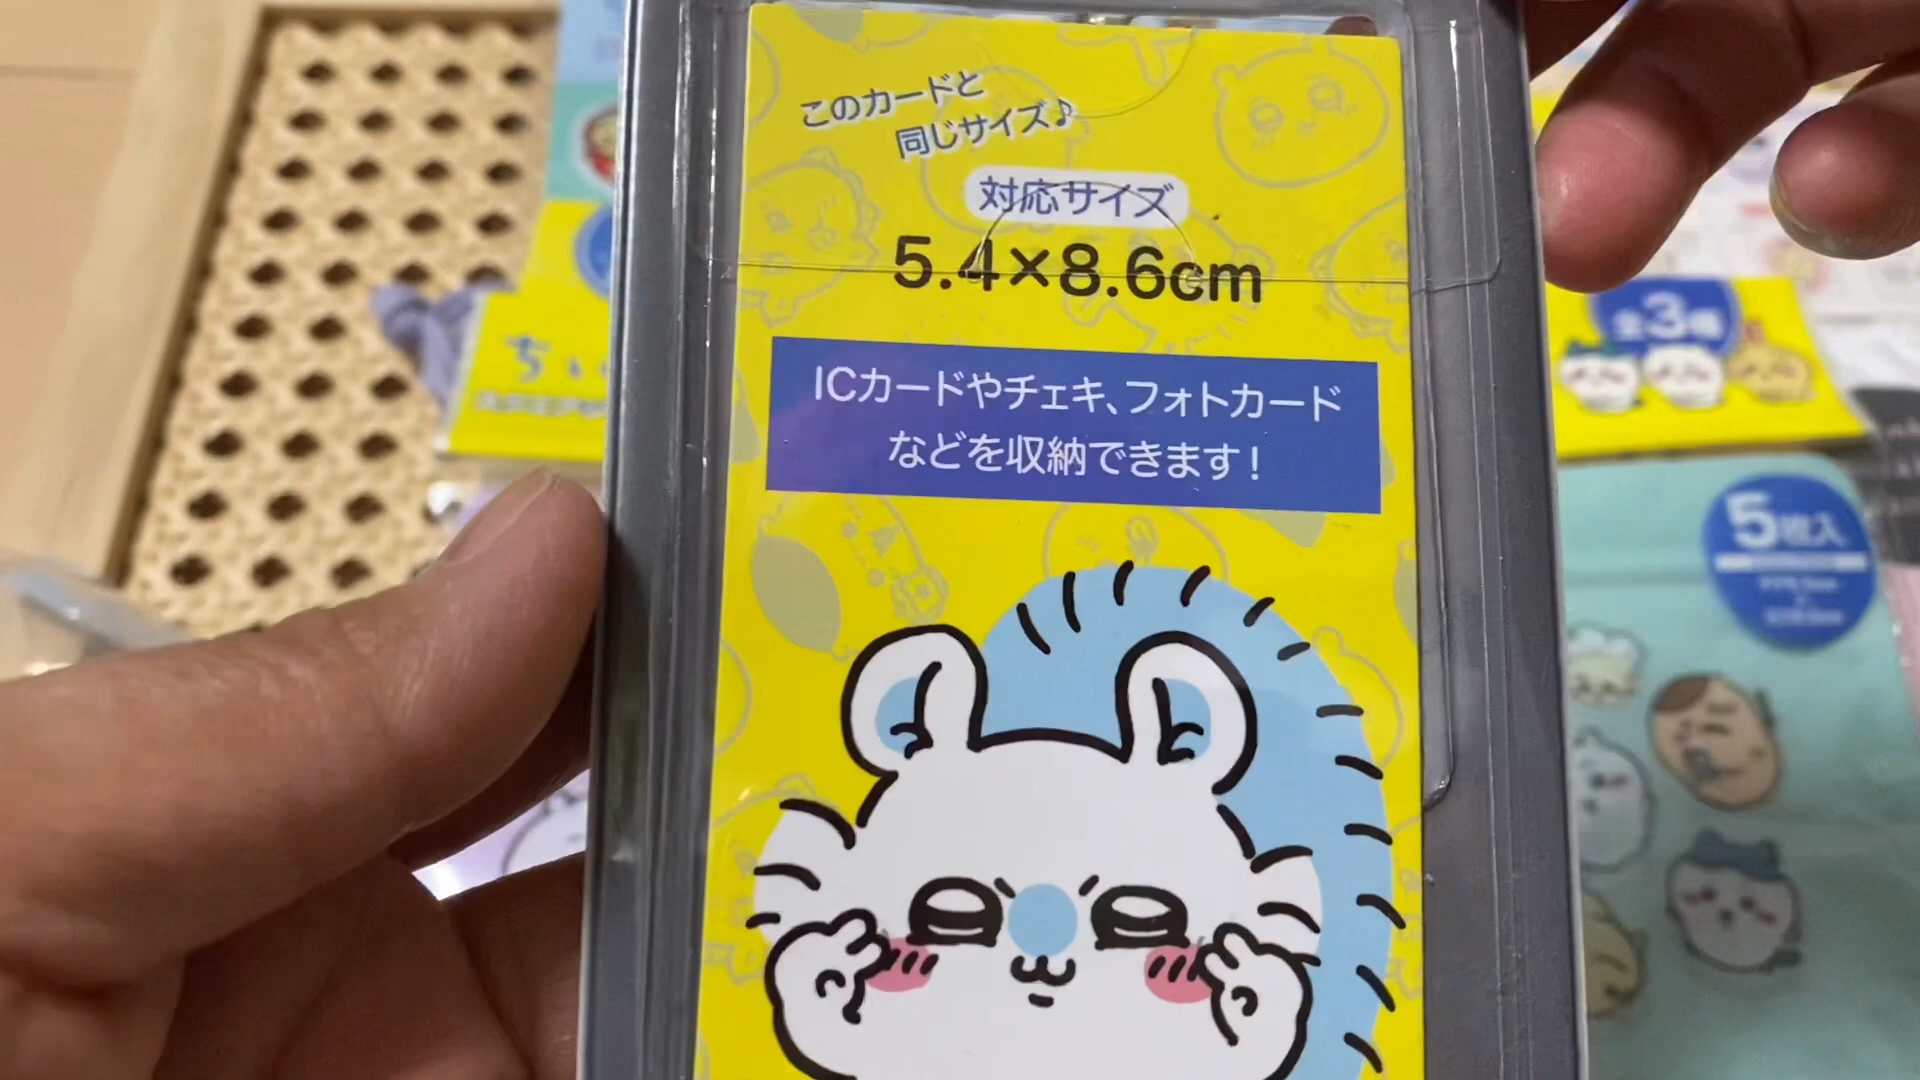 このカードと
同じサイズ♪
対応サイズ
5.4×8.6cm
ICカードやチェキ、フォトカード
などを収納できます!
全3種
ちい
5枚入